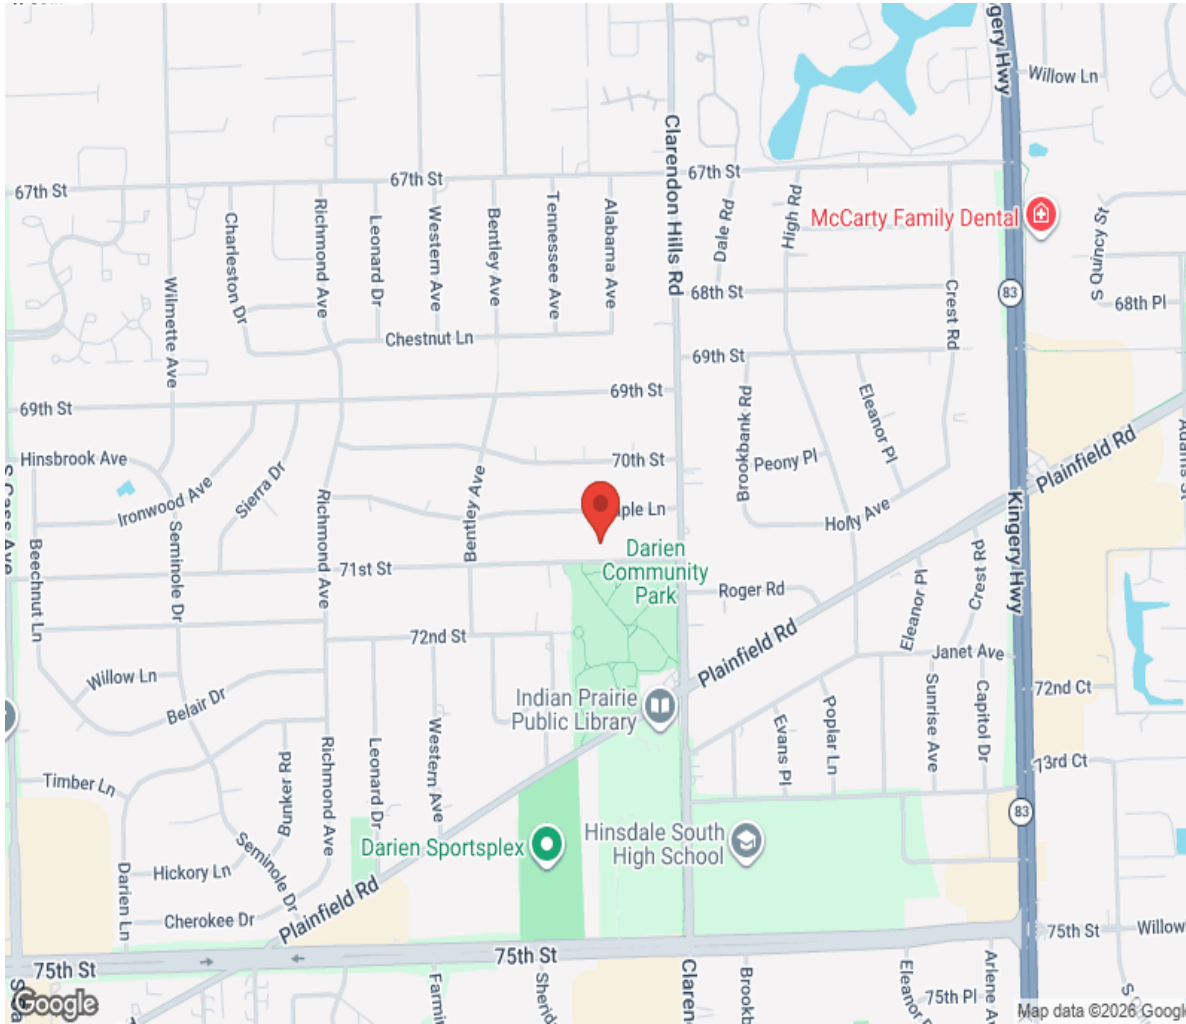 Kingery Hwy
Willow Ln
Clarendon Hills Rd
67th St
67th St
67th St
McCarty Family Dental
S Quincy St
Charleston Dr
Richmond Ave
Leonard Dr
Western Ave
Bentley Ave
Tennessee Ave
Alabama Ave
Dale Rd
High Rd
Wilmette Ave
68th St
83
68th Pl
Crest Rd
Chestnut Ln
69th St
69th St
69th St
Brookbank Rd
Eleanor Pl
Plainfield Rd
Adams St
Hinsbrook Ave
70th St
Peony Pl
S Cass Ave
Ironwood Ave
Sierra Dr
Richmond Ave
Bentley Ave
Holly Ave
Kingery Hwy
Beechnut Ln
Seminole Dr
71st St
Darien
Community
Park
Roger Rd
Eleanor Pl
Crest Rd
72nd St
Plainfield Rd
Janet Ave
Willow Ln
Belair Dr
Indian Prairie
Public Library
72nd Ct
Sunrise Ave
Capitol Dr
Evans Pl
Poplar Ln
Western Ave
Leonard Dr
Richmond Ave
Bunker Rd
Timber Ln
73rd Ct
83
Darien Sportsplex
Hinsdale South
High School
Seminole Dr
Hickory Ln
Darien Ln
Cherokee Dr
Plainfield Rd
75th St
75th St
75th St
75th Pl
Google
Map data ©2026 Google